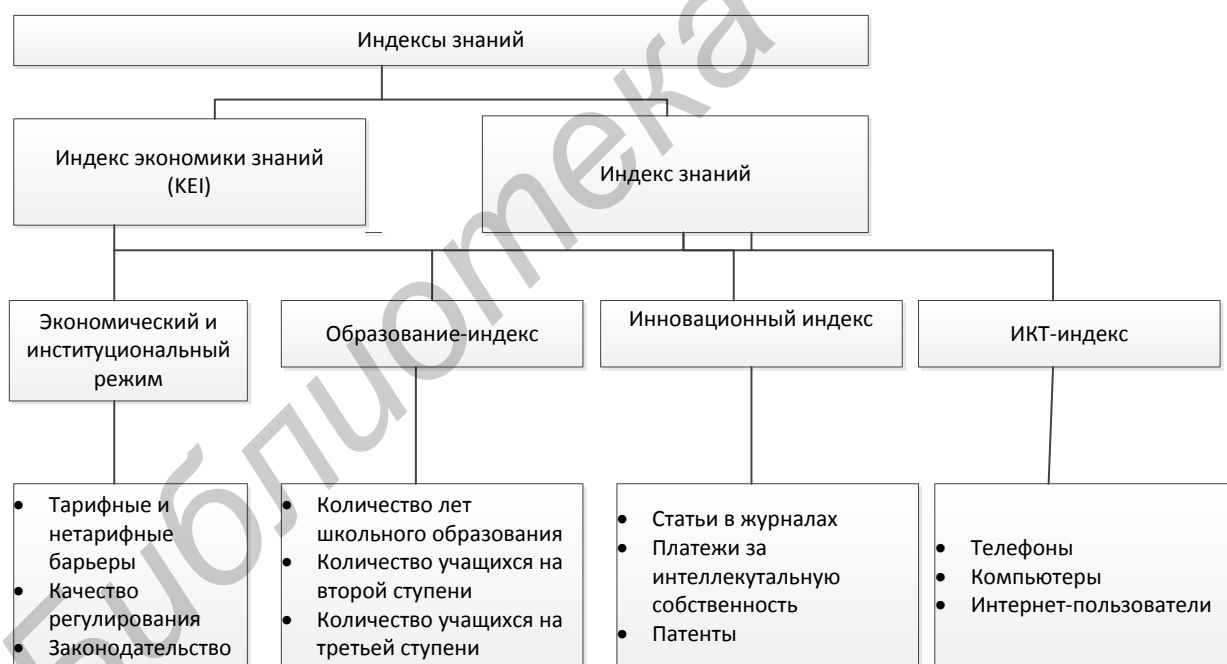 Индексы знаний
Индекс экономики знаний
(KEI)
Индекс знаний
Экономический и
институциональный
режим
Образование-индекс
Инновационный индекс
ИКТ-индекс
• Тарифные и
нетарифные
барьеры
• Качество
регулирования
• Законодательство
• Количество лет
школьного образования
• Количество учащихся на
второй ступени
• Количество учащихся на
третьей ступени
• Статьи в журналах
• Платежи за
интеллекутальную
собственность
• Патенты
• Телефоны
• Компьютеры
• Интернет-пользователи
Библиотека